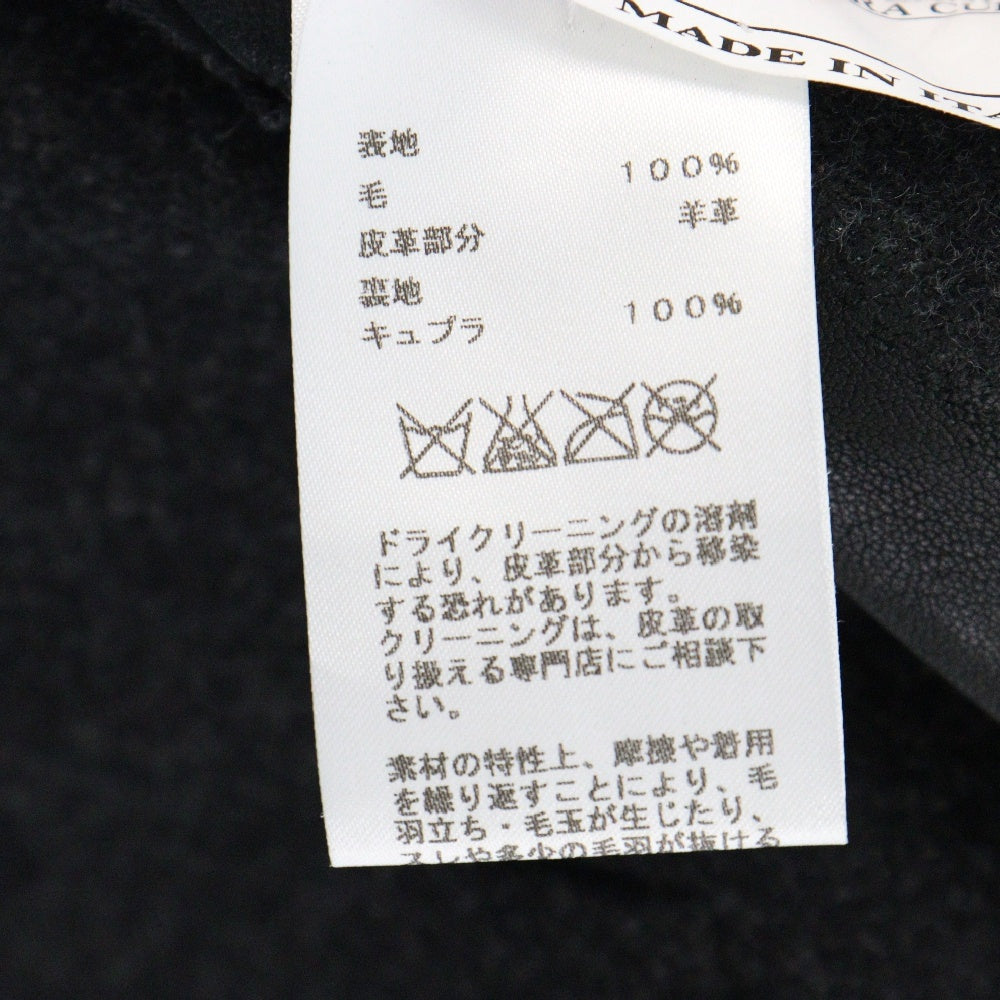 MADE IN ITA
表地
毛 100%
皮革部分 羊革
裏地
キュプラ 100%
ドライクリーニングの溶剤
により、皮革部分から移染
する恐れがあります。
クリーニングは、皮革の取
り扱える専門店にご相談下
さい。
素材の特性上、摩擦や着用
を繰り返すことにより、毛
羽立ち・毛玉が生じたり、